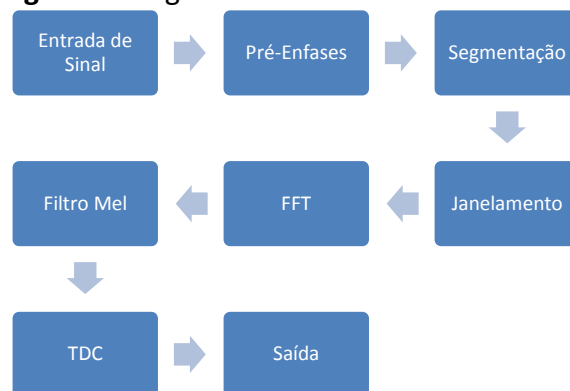 Entrada de
Sinal
Pré-Enfases
Segmentação
Janelamento
FFT
Filtro Mel
TDC
Saída